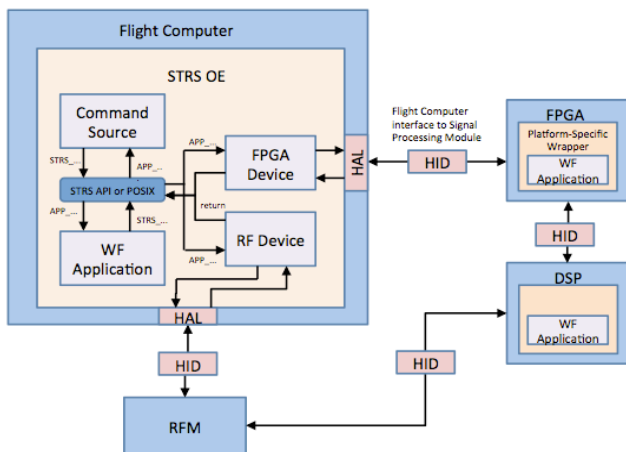 Flight Computer
STRS OE
Command
Source
STRS_...
APP_...
STRS API or POSIX
APP_...
STRS_...
WF
Application
APP_...
FPGA
Device
return
RF Device
APP_...
HAL
HAL
Flight Computer
interface to Signal
Processing Module
HID
FPGA
Platform-Specific
Wrapper
WF
Application
HID
DSP
WF
Application
HID
HID
RFM